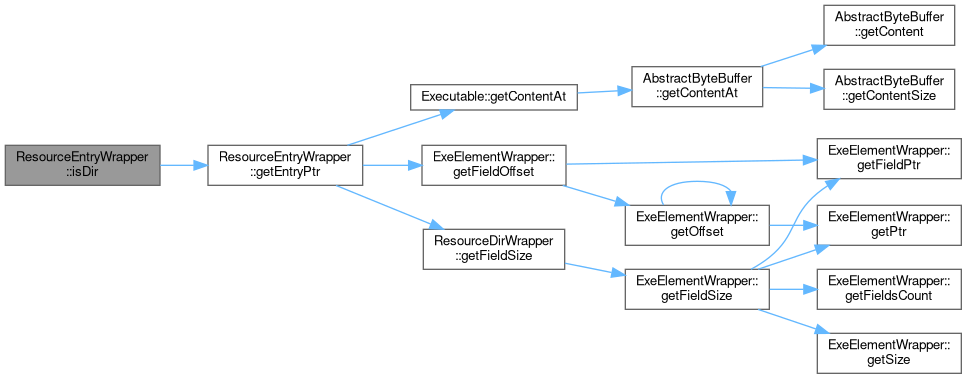 ResourceEntryWrapper
::isDir
ResourceEntryWrapper
::getEntryPtr
Executable::getContentAt
ExeElementWrapper::
getFieldOffset
ResourceDirWrapper
::getFieldSize
AbstractByteBuffer
::getContentAt
ExeElementWrapper::
getOffset
ExeElementWrapper::
getFieldSize
AbstractByteBuffer
::getContent
AbstractByteBuffer
::getContentSize
ExeElementWrapper::
getFieldPtr
ExeElementWrapper::
getPtr
ExeElementWrapper::
getFieldsCount
ExeElementWrapper::
getSize